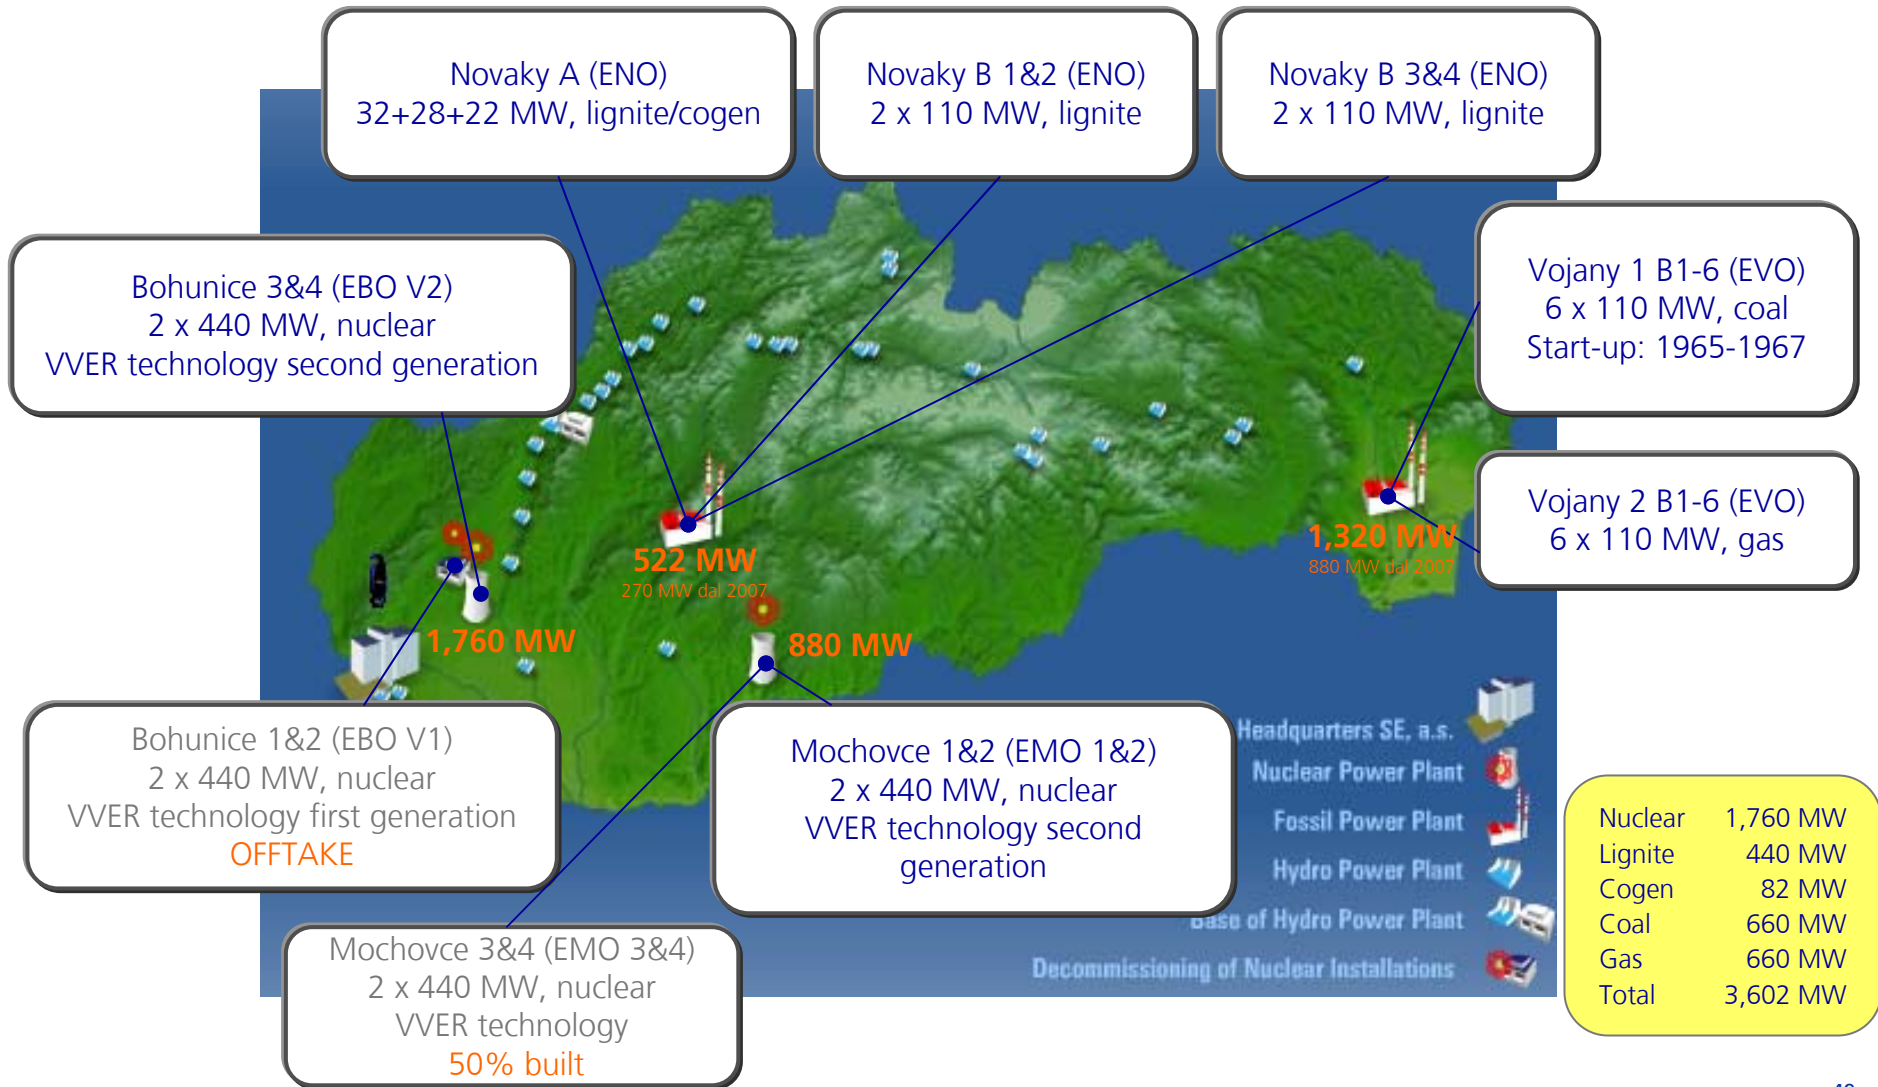 Novaky A (ENO)
32+28+22 MW, lignite/cogen
Novaky B 1&2 (ENO)
2 x 110 MW, lignite
Novaky B 3&4 (ENO)
2 x 110 MW, lignite
Bohunice 3&4 (EBO V2)
2 x 440 MW, nuclear
VVER technology second generation
Vojany 1 B1-6 (EVO)
6 x 110 MW, coal
Start-up: 1965-1967
Vojany 2 B1-6 (EVO)
6 x 110 MW, gas
522 MW
270 MW dal 2007
1,320 MW
880 MW dal 2007
1,760 MW
880 MW
Bohunice 1&2 (EBO V1)
2 x 440 MW, nuclear
VVER technology first generation
OFFTAKE
Mochovce 1&2 (EMO 1&2)
2 x 440 MW, nuclear
VVER technology second
generation
Mochovce 3&4 (EMO 3&4)
2 x 440 MW, nuclear
VVER technology
50% built
Headquarters SE, a.s.
Nuclear Power Plant
Fossil Power Plant
Hydro Power Plant
Base of Hydro Power Plant
Decommissioning of Nuclear Installations
Nuclear 1,760 MW
Lignite 440 MW
Cogen 82 MW
Coal 660 MW
Gas 660 MW
Total 3,602 MW